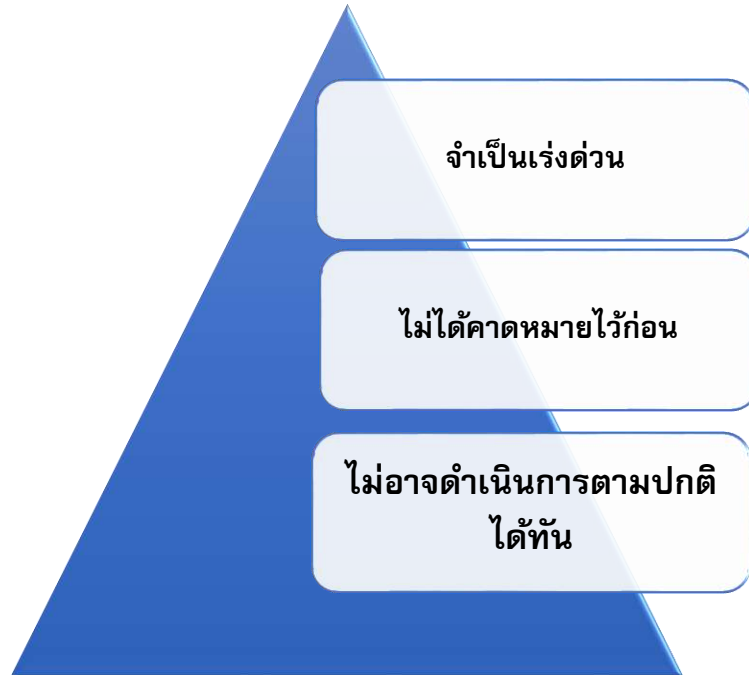 จำเป็นเร่งด่วน
ไม่ได้คาดหมายไว้ก่อน
ไม่อาจดำเนินการตามปกติ
ได้ทัน